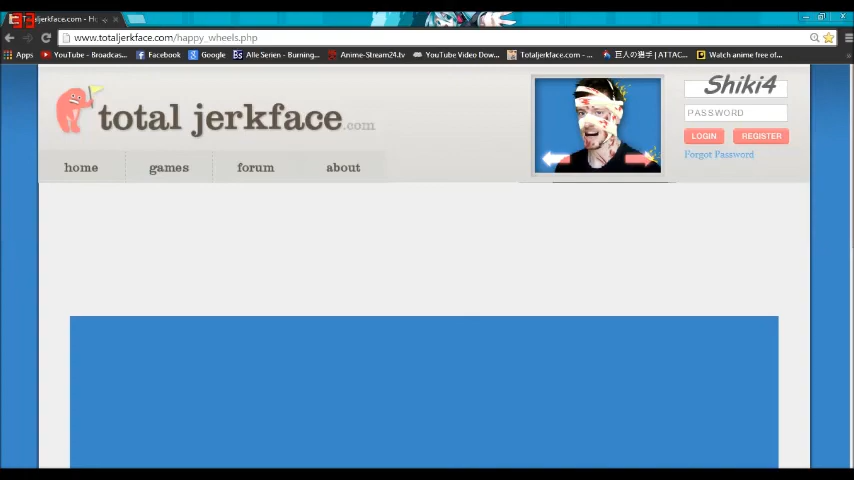 33
Totaljerkface.com - H
www.totaljerkface.com/happy_wheels.php
Apps YouTube - Broadcas... Facebook Google Alle Serien - Burning... Anime-Stream24.tv YouTube Video Dow... Totaljerkface.com - ... 巨人の猎手 | ATTAC... Watch anime free of...
total jerkface.com
Shiki4
PASSWORD
LOGIN REGISTER
Forgot Password
home games forum about